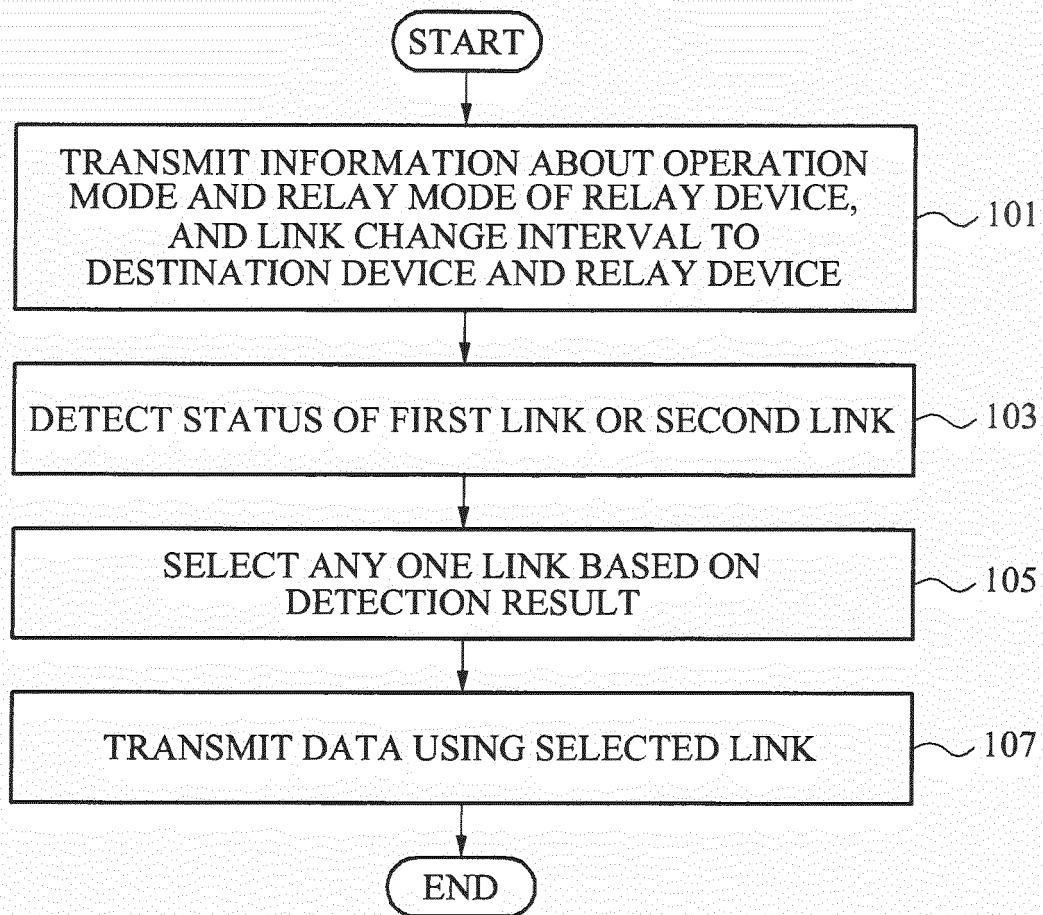 START
TRANSMIT INFORMATION ABOUT OPERATION
MODE AND RELAY MODE OF RELAY DEVICE,
AND LINK CHANGE INTERVAL TO
DESTINATION DEVICE AND RELAY DEVICE
101
DETECT STATUS OF FIRST LINK OR SECOND LINK
103
SELECT ANY ONE LINK BASED ON
DETECTION RESULT
105
TRANSMIT DATA USING SELECTED LINK
107
END